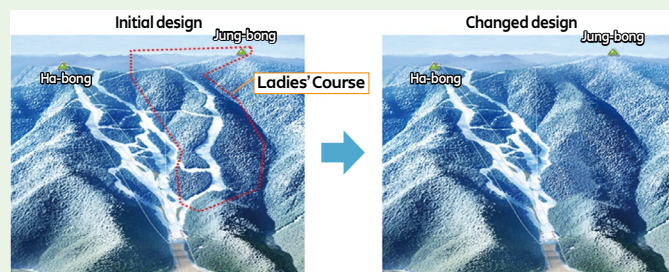 Initial design
Jung-bong
Ha-bong
Ladies' Course
Changed design
Jung-bong
Ha-bong